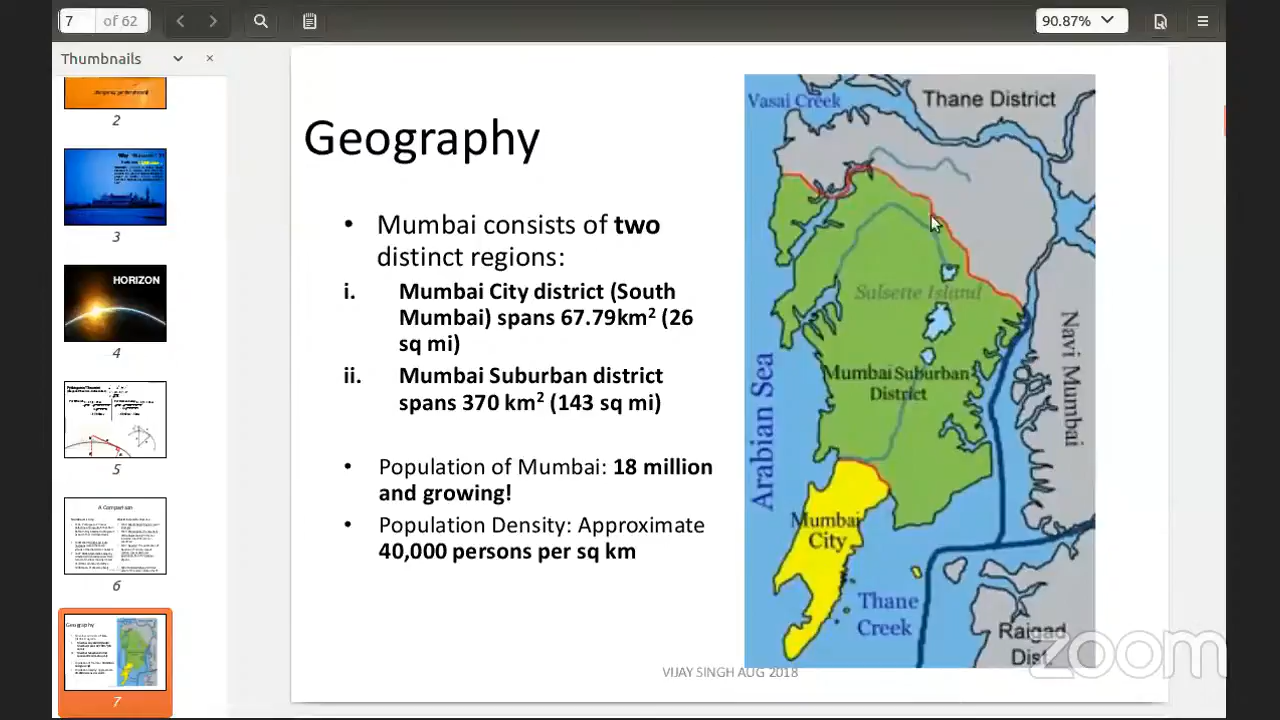 7 of 62
90.87%
Thumbnails
2
3
HORIZON
4
5
A Comparison
6
Geography
7
Geography
• Mumbai consists of two
distinct regions:
i. Mumbai City district (South
Mumbai) spans 67.79km² (26
sq mi)
ii. Mumbai Suburban district
spans 370 km² (143 sq mi)
• Population of Mumbai: 18 million
and growing!
• Population Density: Approximate
40,000 persons per sq km
Vasai Creek
Thane District
Salsette Island
Mumbai Suburban
District
Arabian Sea
Navi Mumbai
Mumbai
City
Thane
Creek
Raigad
Dist.
VIJAY SINGH AUG 2018
zoom